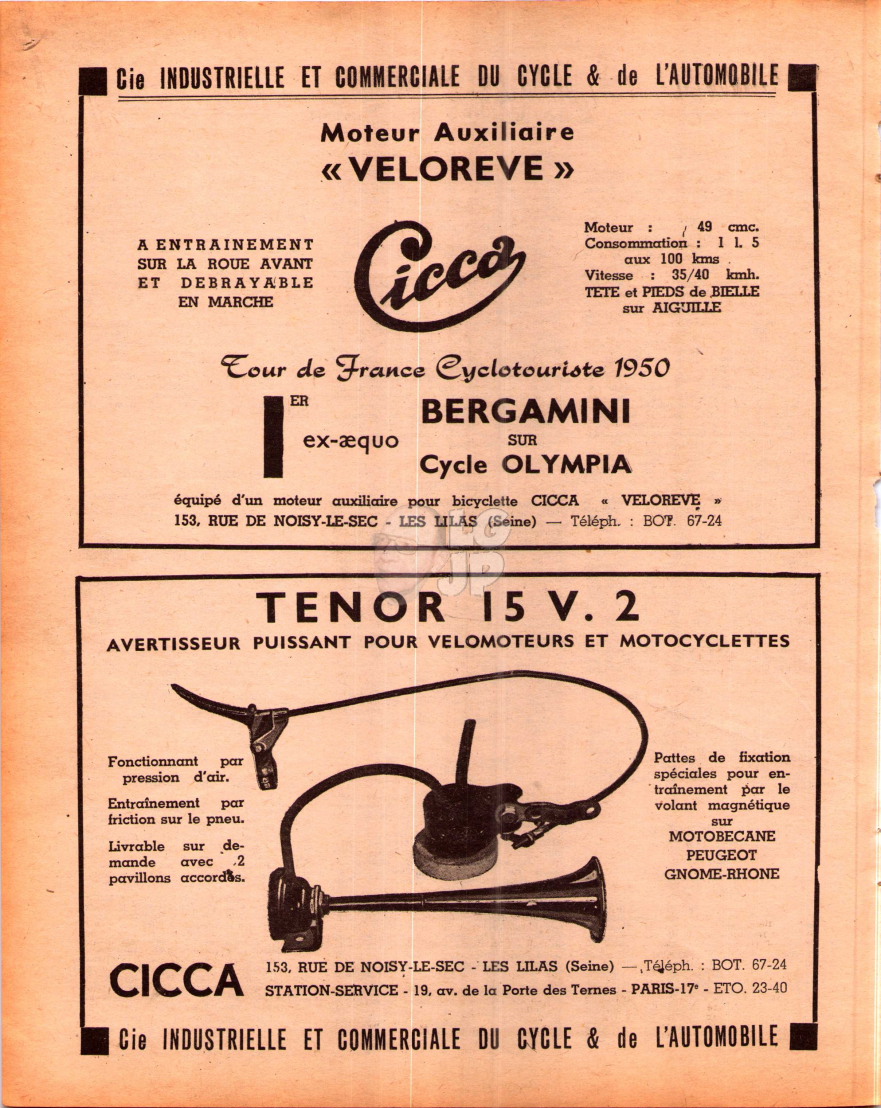 Cie INDUSTRIELLE ET COMMERCIALE DU CYCLE & de L'AUTOMOBILE
Moteur Auxiliaire
« VELOREVE »
A ENTRAINEMENT
SUR LA ROUE AVANT
ET DEBRAYABLE
EN MARCHE
Cicca
Moteur : 49 cmc.
Consommation : 1 l. 5
aux 100 kms
Vitesse : 35/40 kmh.
TETE et PIEDS de BIELLE
sur AIGUILLE
Tour de France Cyclotouriste 1950
1ER ex-æquo
BERGAMINI
SUR
Cycle OLYMPIA
équipé d'un moteur auxiliaire pour bicyclette CICCA « VELOREVE »
153, RUE DE NOISY-LE-SEC - LES LILAS (Seine) — Téléph. : BOT. 67-24
LG
JP
TENOR 15 V. 2
AVERTISSEUR PUISSANT POUR VELOMOTEURS ET MOTOCYCLETTES
Fonctionnant par
pression d'air.
Entraînement par
friction sur le pneu.
Livrable sur de-
mande avec 2
pavillons accordés.
Pattes de fixation
spéciales pour en-
traînement par le
volant magnétique
sur
MOTOBECANE
PEUGEOT
GNOME-RHONE
CICCA
153, RUE DE NOISY-LE-SEC - LES LILAS (Seine) — Téléph. : BOT. 67-24
STATION-SERVICE - 19, av. de la Porte des Ternes - PARIS-17e - ETO. 23-40
Cie INDUSTRIELLE ET COMMERCIALE DU CYCLE & de L'AUTOMOBILE